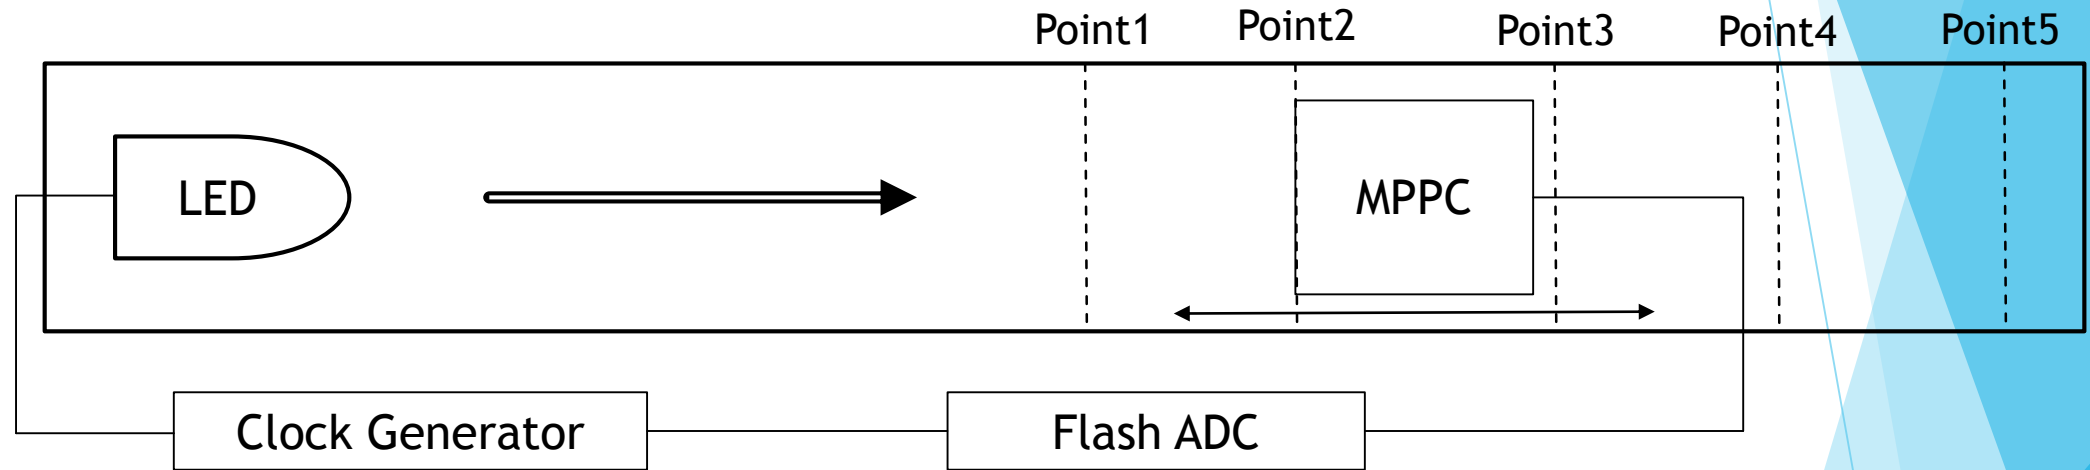 Point1
Point2
Point3
Point4
Point5
LED
MPPC
Clock Generator
Flash ADC